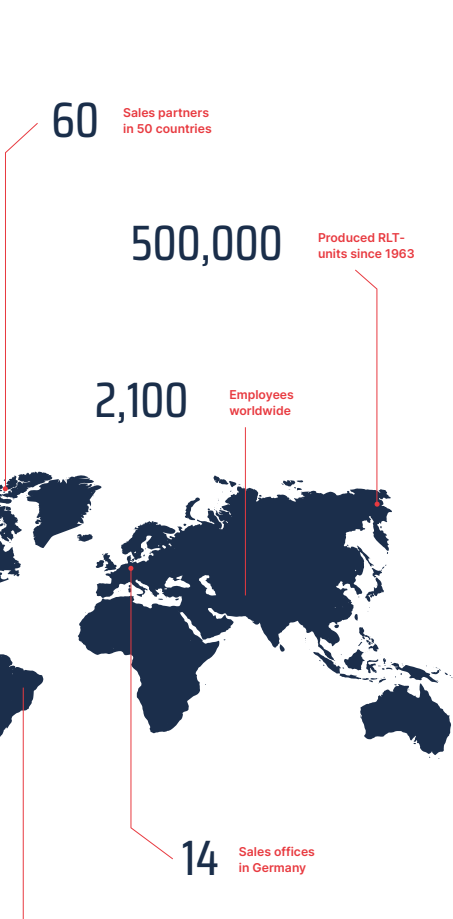 60
Sales partners
in 50 countries
500,000
Produced RLT-
units since 1963
2,100
Employees
worldwide
14
Sales offices
in Germany